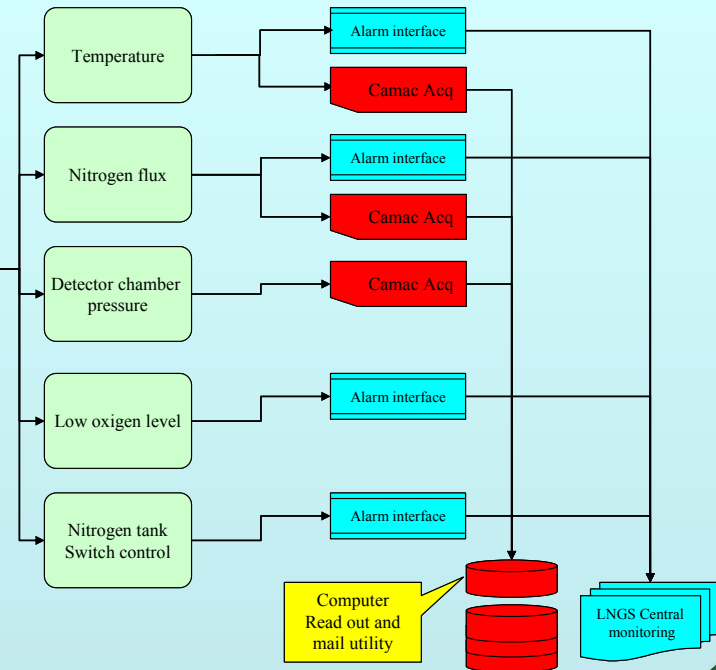 Temperature
Alarm interface
Camac Acq
Nitrogen flux
Alarm interface
Camac Acq
Detector chamber
pressure
Camac Acq
Low oxigen level
Alarm interface
Nitrogen tank
Switch control
Alarm interface
Computer
Read out and
mail utility
LNGS Central
monitoring